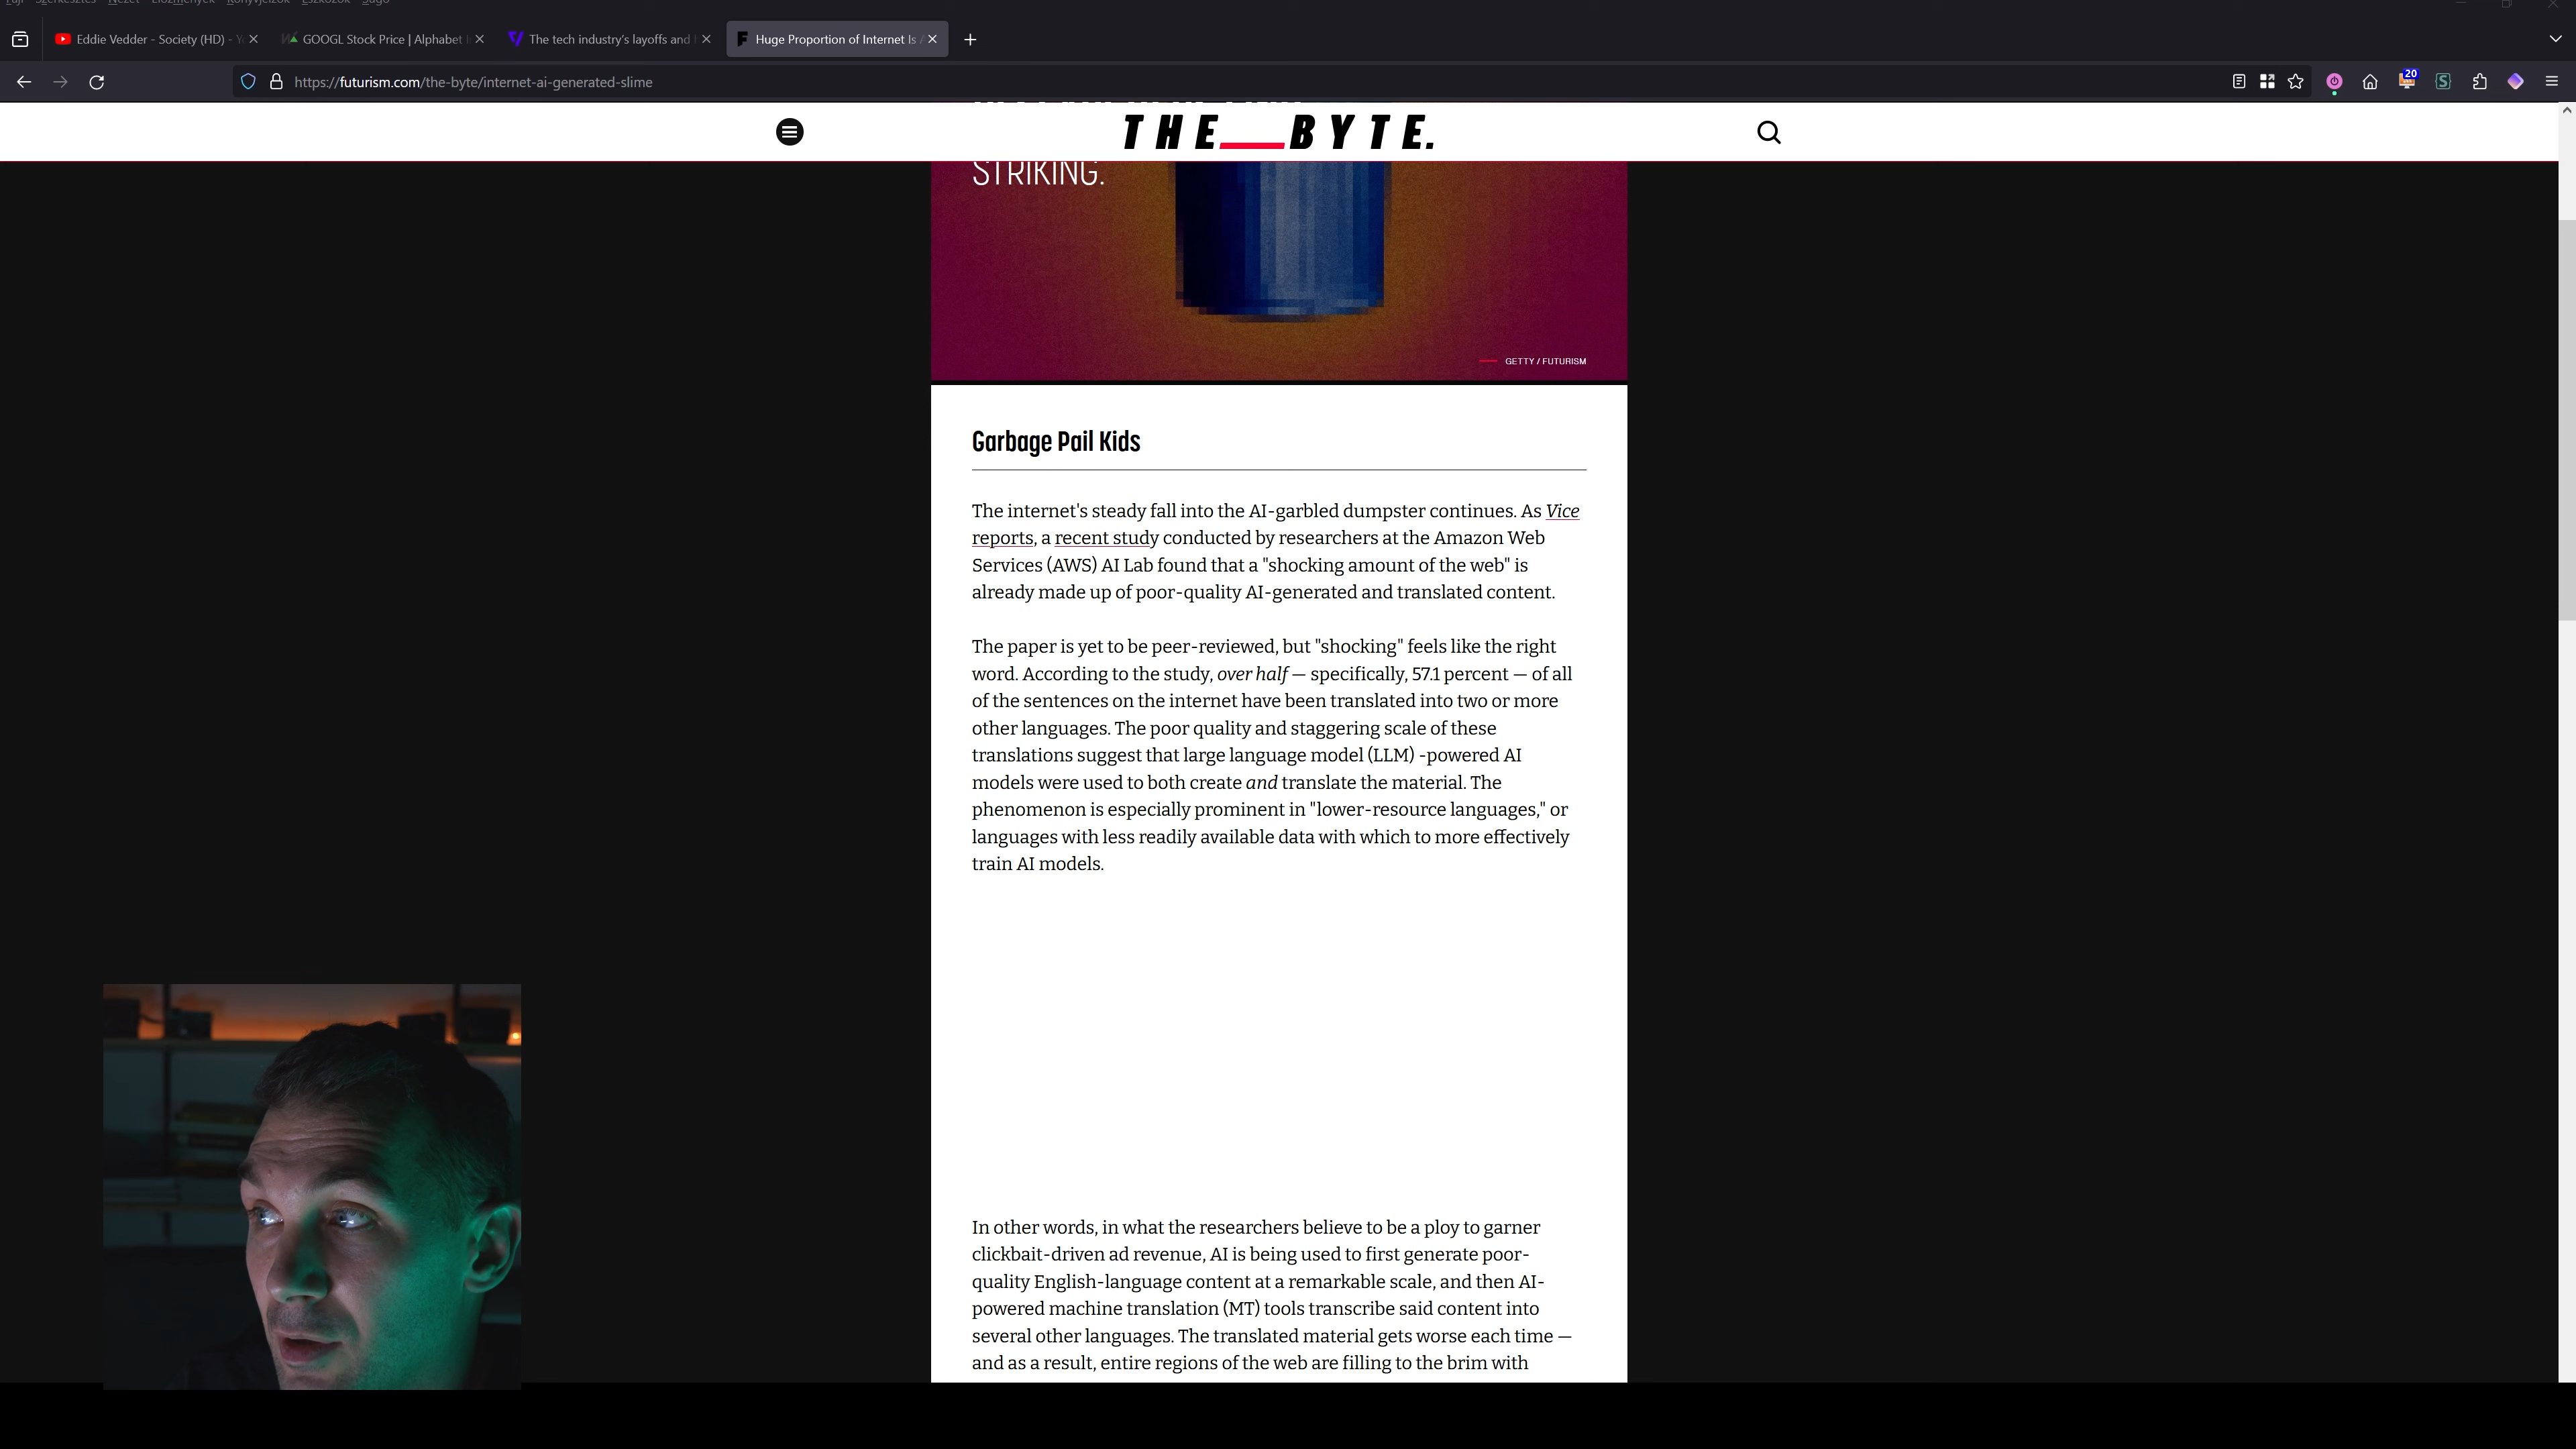 Fájl Szerkesztés Nézet Előzmények Könyvjelzők Eszközök Súgó
Eddie Vedder - Society (HD) - Y
GOOGL Stock Price | Alphabet I
The tech industry's layoffs and
Huge Proportion of Internet Is A
https://futurism.com/the-byte/internet-ai-generated-slime
20
THE BYTE.
STRIKING.
GETTY / FUTURISM
Garbage Pail Kids
The internet's steady fall into the AI-garbled dumpster continues. As Vice
reports, a recent study conducted by researchers at the Amazon Web
Services (AWS) AI Lab found that a "shocking amount of the web" is
already made up of poor-quality AI-generated and translated content.
The paper is yet to be peer-reviewed, but "shocking" feels like the right
word. According to the study, over half — specifically, 57.1 percent — of all
of the sentences on the internet have been translated into two or more
other languages. The poor quality and staggering scale of these
translations suggest that large language model (LLM) -powered AI
models were used to both create and translate the material. The
phenomenon is especially prominent in "lower-resource languages," or
languages with less readily available data with which to more effectively
train AI models.
In other words, in what the researchers believe to be a ploy to garner
clickbait-driven ad revenue, AI is being used to first generate poor-
quality English-language content at a remarkable scale, and then AI-
powered machine translation (MT) tools transcribe said content into
several other languages. The translated material gets worse each time —
and as a result, entire regions of the web are filling to the brim with